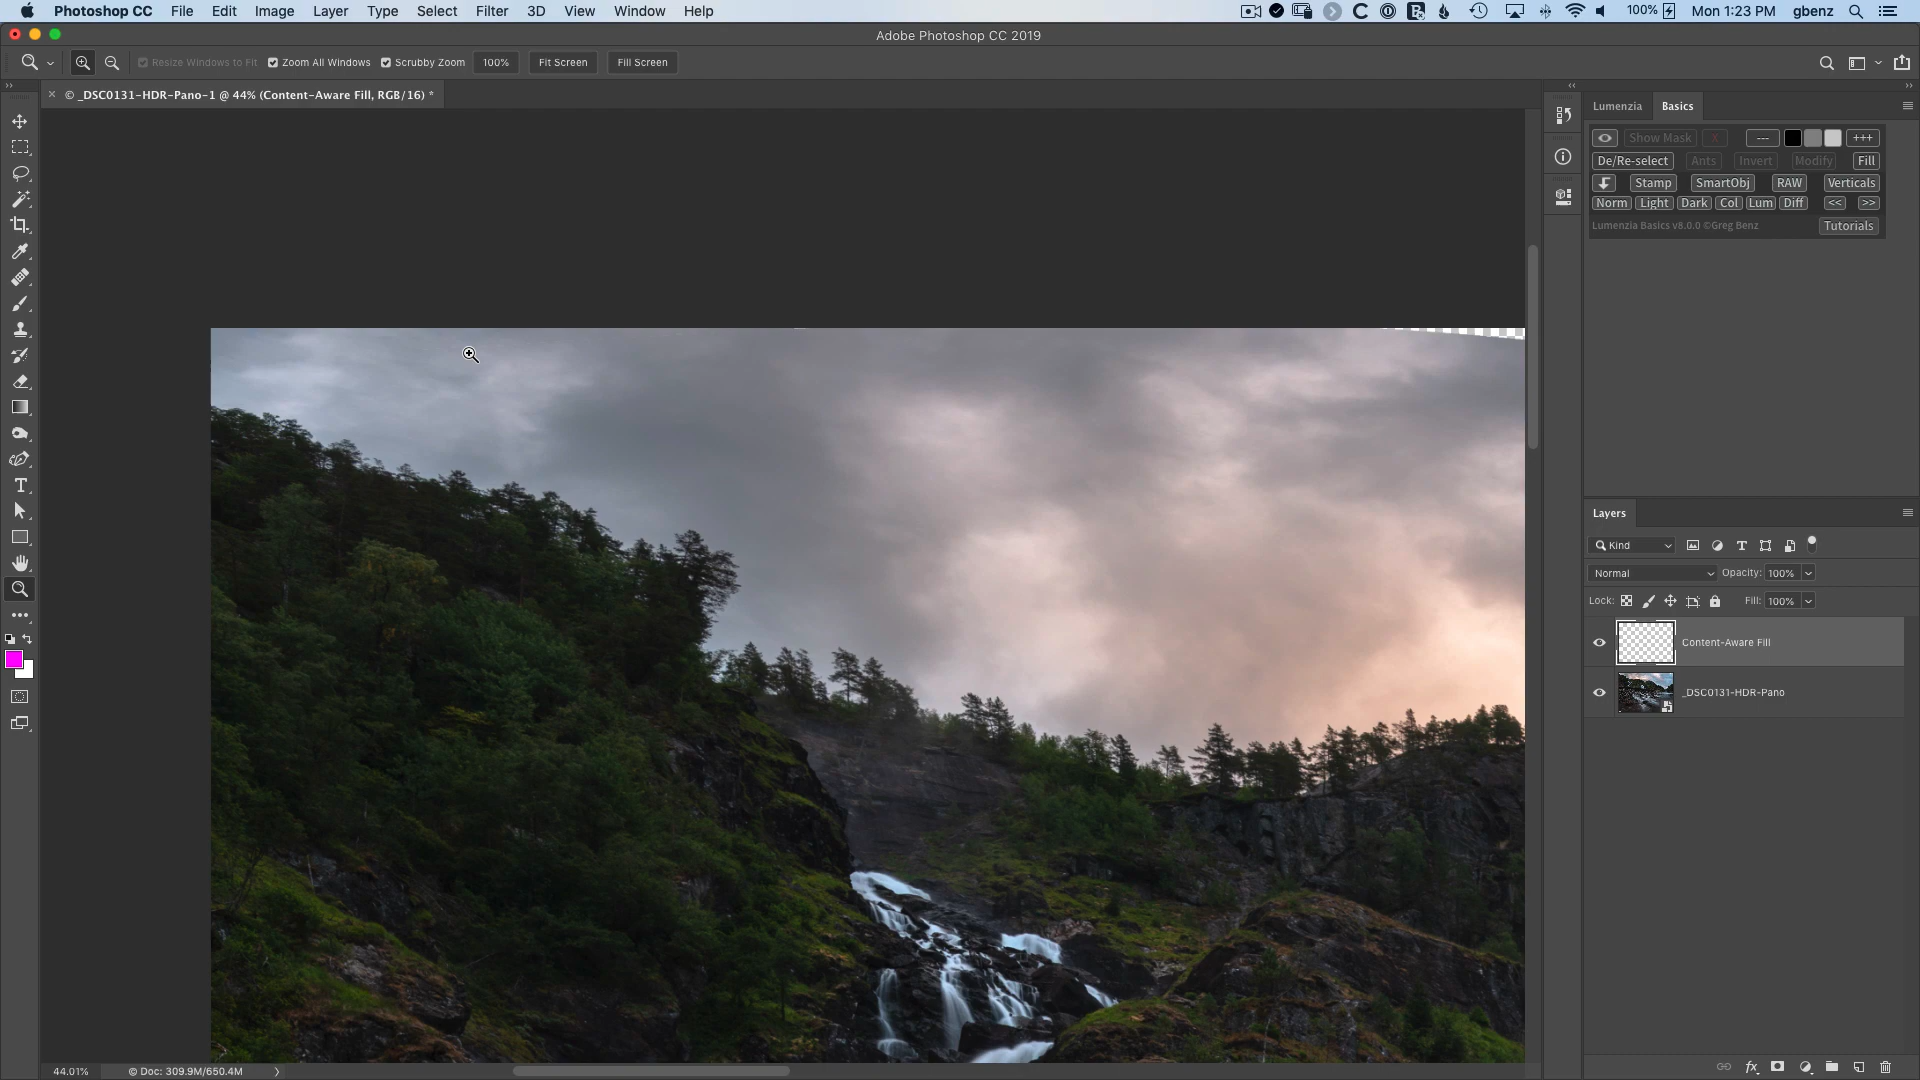 Photoshop CC File Edit Image Layer Type Select Filter 3D View Window Help 100% Mon 1:23 PM gbenz
Adobe Photoshop CC 2019
Resize Windows to Fit Zoom All Windows Scrubby Zoom 100% Fit Screen Fill Screen
© _DSC0131-HDR-Pano-1 @ 44% (Content-Aware Fill, RGB/16) *
Lumenzia Basics
Show Mask X --- +++
De/Re-select Ants Invert Modify Fill
Stamp SmartObj RAW Verticals
Norm Light Dark Col Lum Diff << >>
Lumenzia Basics v8.0.0 ©Greg Benz Tutorials
Layers
Kind
Normal Opacity: 100%
Lock: Fill: 100%
Content-Aware Fill
_DSC0131-HDR-Pano
44.01% © Doc: 309.9M/650.4M